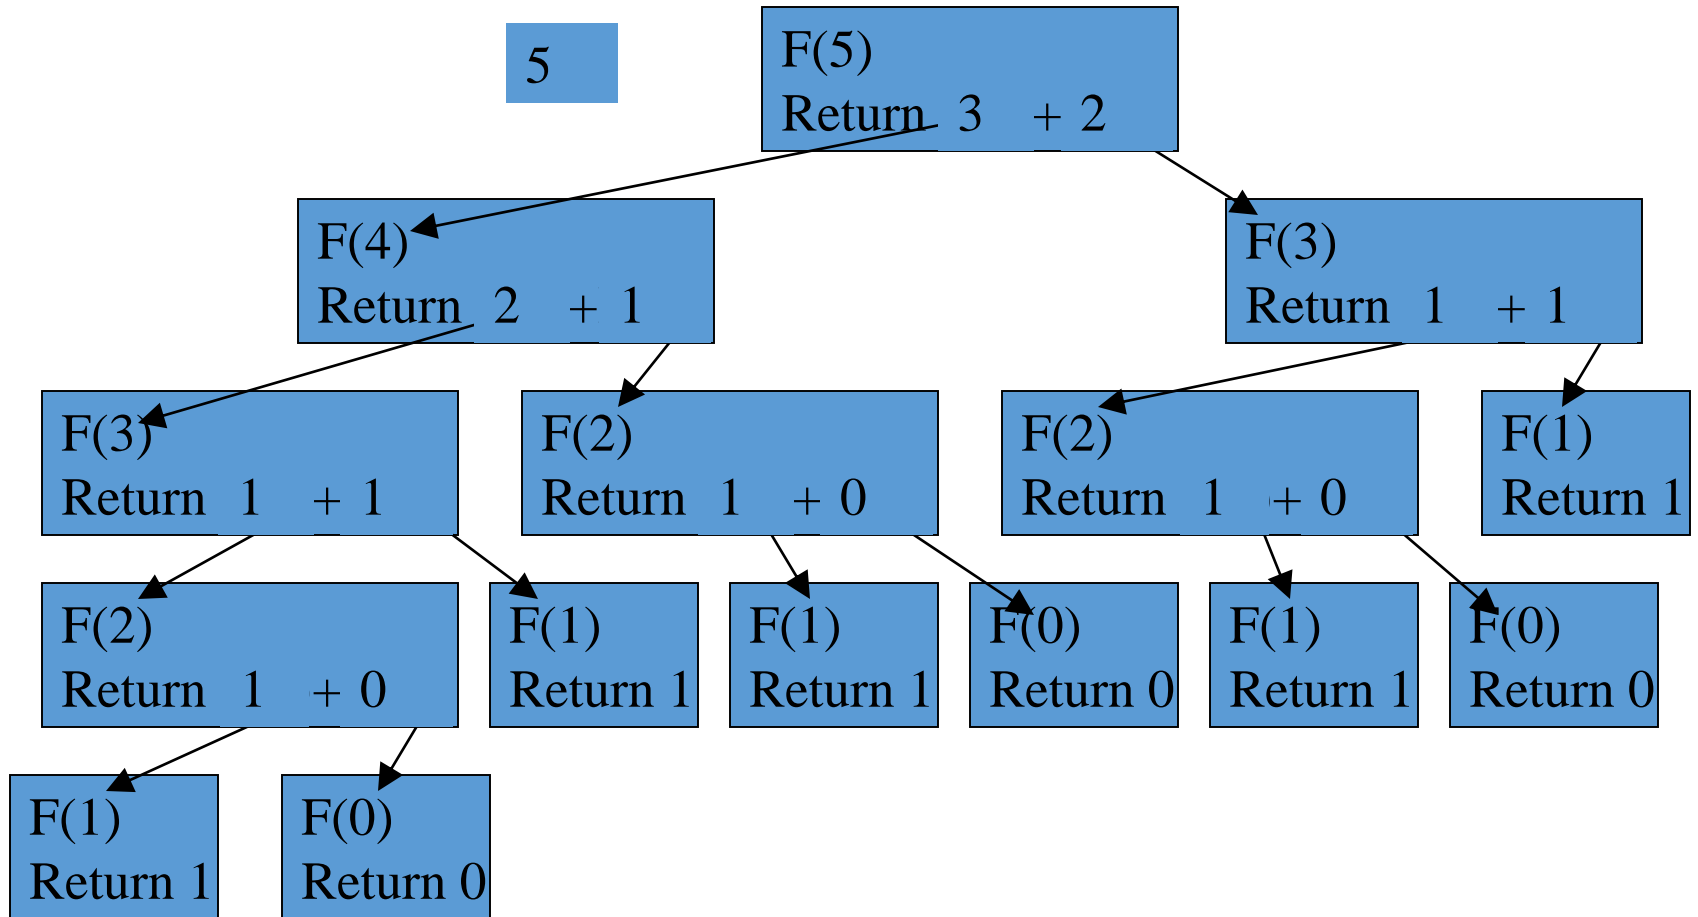 5
F(5)
Return 3 + 2
F(4)
Return 2 + 1
F(3)
Return 1 + 1
F(3)
Return 1 + 1
F(2)
Return 1 + 0
F(2)
Return 1 + 0
F(1)
Return 1
F(2)
Return 1 + 0
F(1)
Return 1
F(1)
Return 1
F(0)
Return 0
F(1)
Return 1
F(0)
Return 0
F(1)
Return 1
F(0)
Return 0